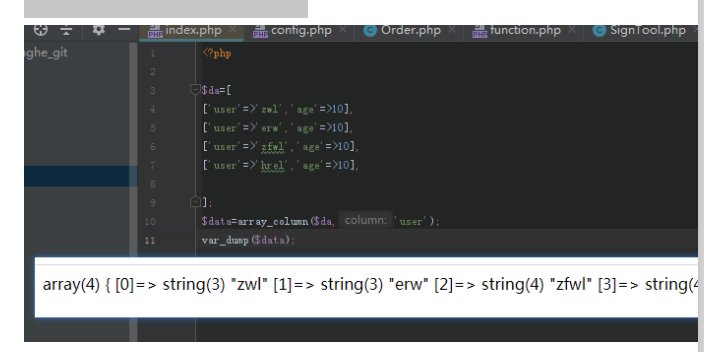 index.php config.php Order.php function.php SignTool.php
ghe_git
1 <?php
2
3 $da=[
4 ['user'=>'zwl','age'=>10],
5 ['user'=>'erw','age'=>10],
6 ['user'=>'zfwl','age'=>10],
7 ['user'=>'hrel','age'=>10],
8
9 ];
10 $data=array_column($da, column: 'user');
11 var_dump($data);
array(4) { [0]=> string(3) "zwl" [1]=> string(3) "erw" [2]=> string(4) "zfwl" [3]=> string(4